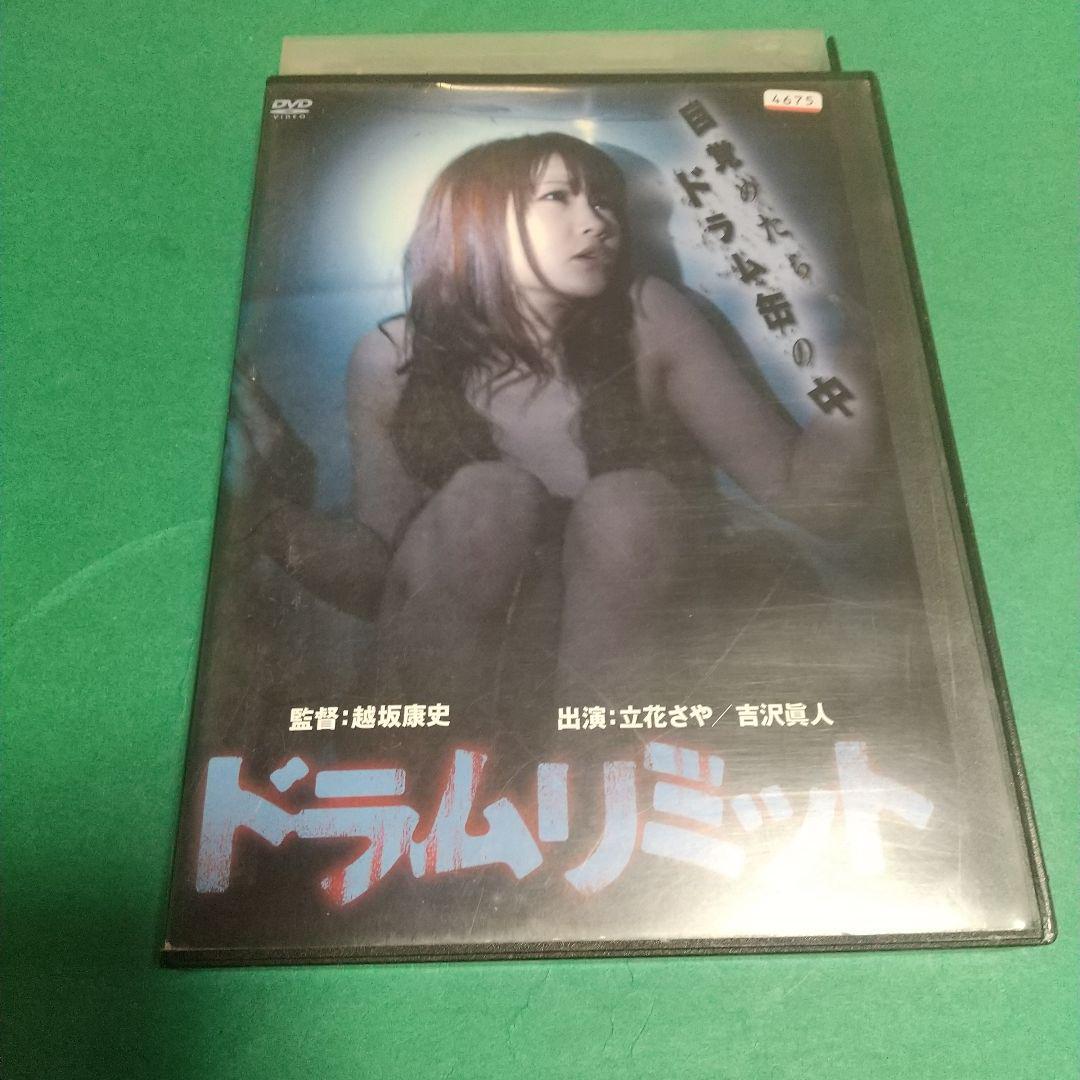 DVD
VIDEO
4675
目覚めたら
ドラム缶の中
監督:越坂康史
出演:立花さや/吉沢眞人
ドラムリミット